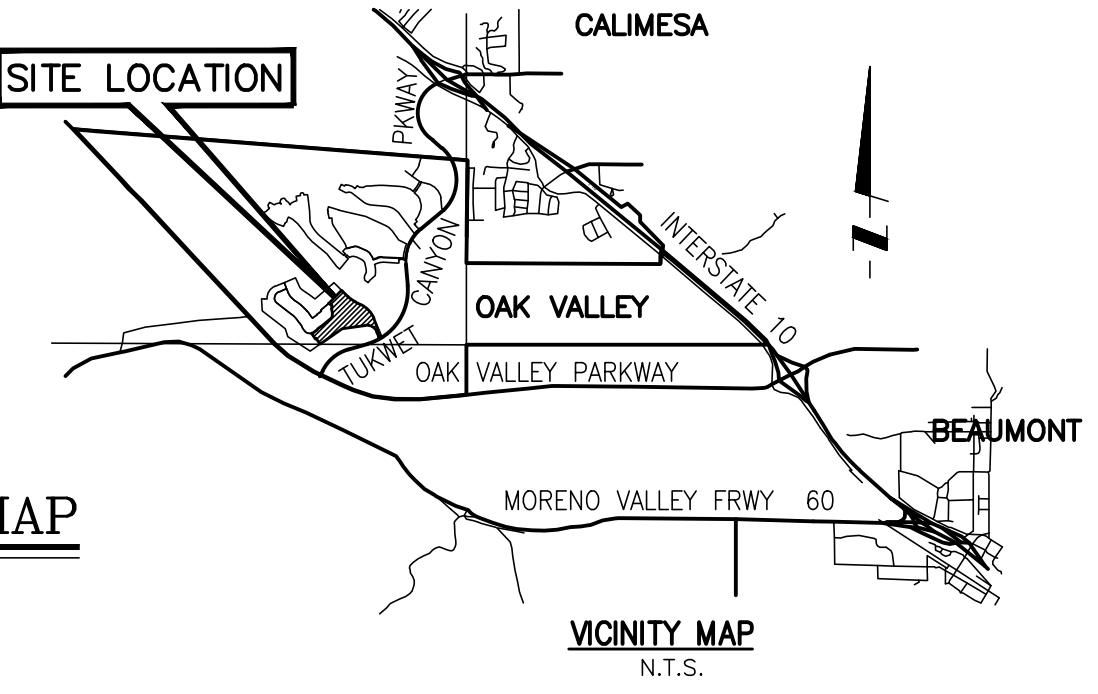 CALIMESA
SITE LOCATION
TUKWET CANYON PKWAY
INTERSTATE 10
OAK VALLEY
OAK VALLEY PARKWAY
BEAUMONT
MORENO VALLEY FRWY 60
VICINITY MAP
N.T.S.